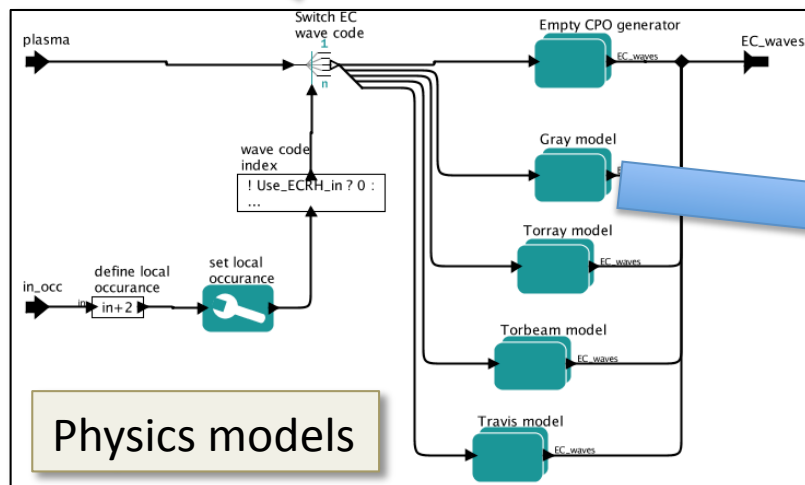 Switch EC
wave code
plasma
1
n
Empty CPO generator
EC_waves
EC_waves
Gray model
wave code
index
! Use_ECRH_in ? 0 :
...
Torray model
EC_waves
in_occ
define local
occurance
in
in+2
set local
occurance
Torbeam model
EC_waves
Travis model
EC_waves
Physics models